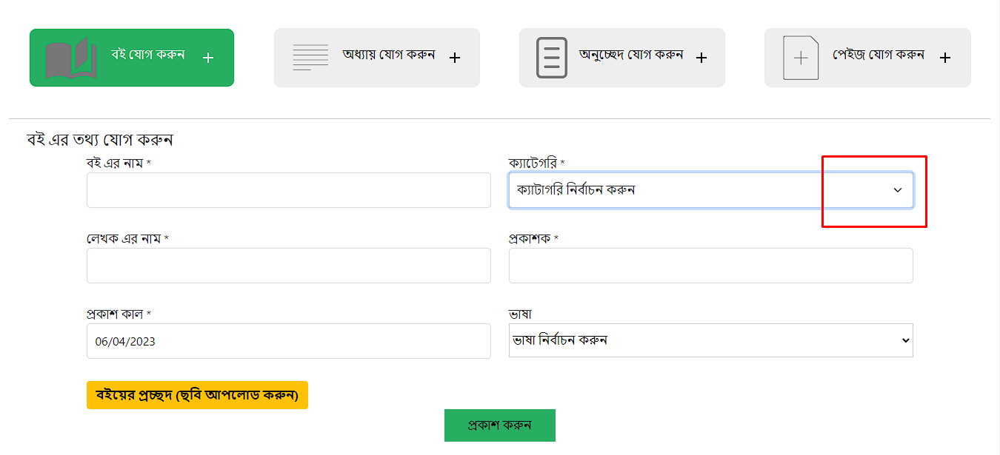 বই যোগ করুন +
অধ্যায় যোগ করুন +
অনুচ্ছেদ যোগ করুন +
পেইজ যোগ করুন +
বই এর তথ্য যোগ করুন
বই এর নাম *
ক্যাটেগরি *
ক্যাটাগরি নির্বাচন করুন
লেখক এর নাম *
প্রকাশক *
প্রকাশ কাল *
ভাষা
06/04/2023
ভাষা নির্বাচন করুন
বইয়ের প্রচ্ছদ (ছবি আপলোড করুন)
প্রকাশ করুন